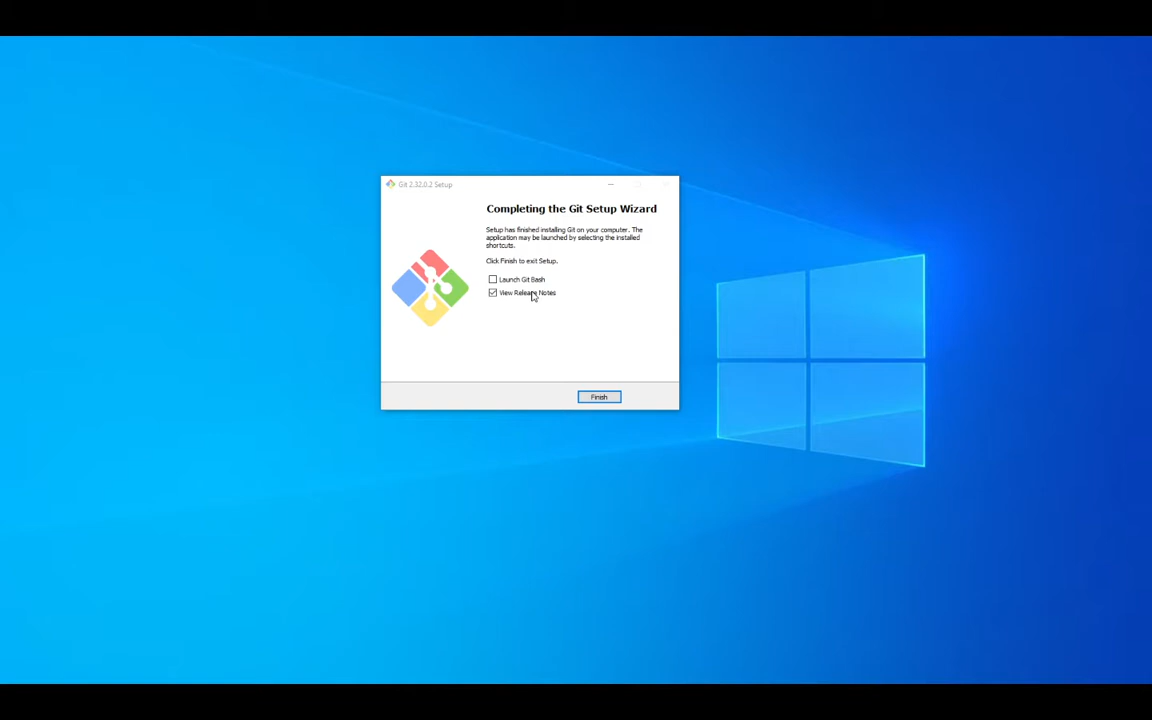 Git 2.32.0.2 Setup
Completing the Git Setup Wizard
Setup has finished installing Git on your computer. The
application may be launched by selecting the installed
shortcuts.
Click Finish to exit Setup.
Launch Git Bash
View Release Notes
Finish